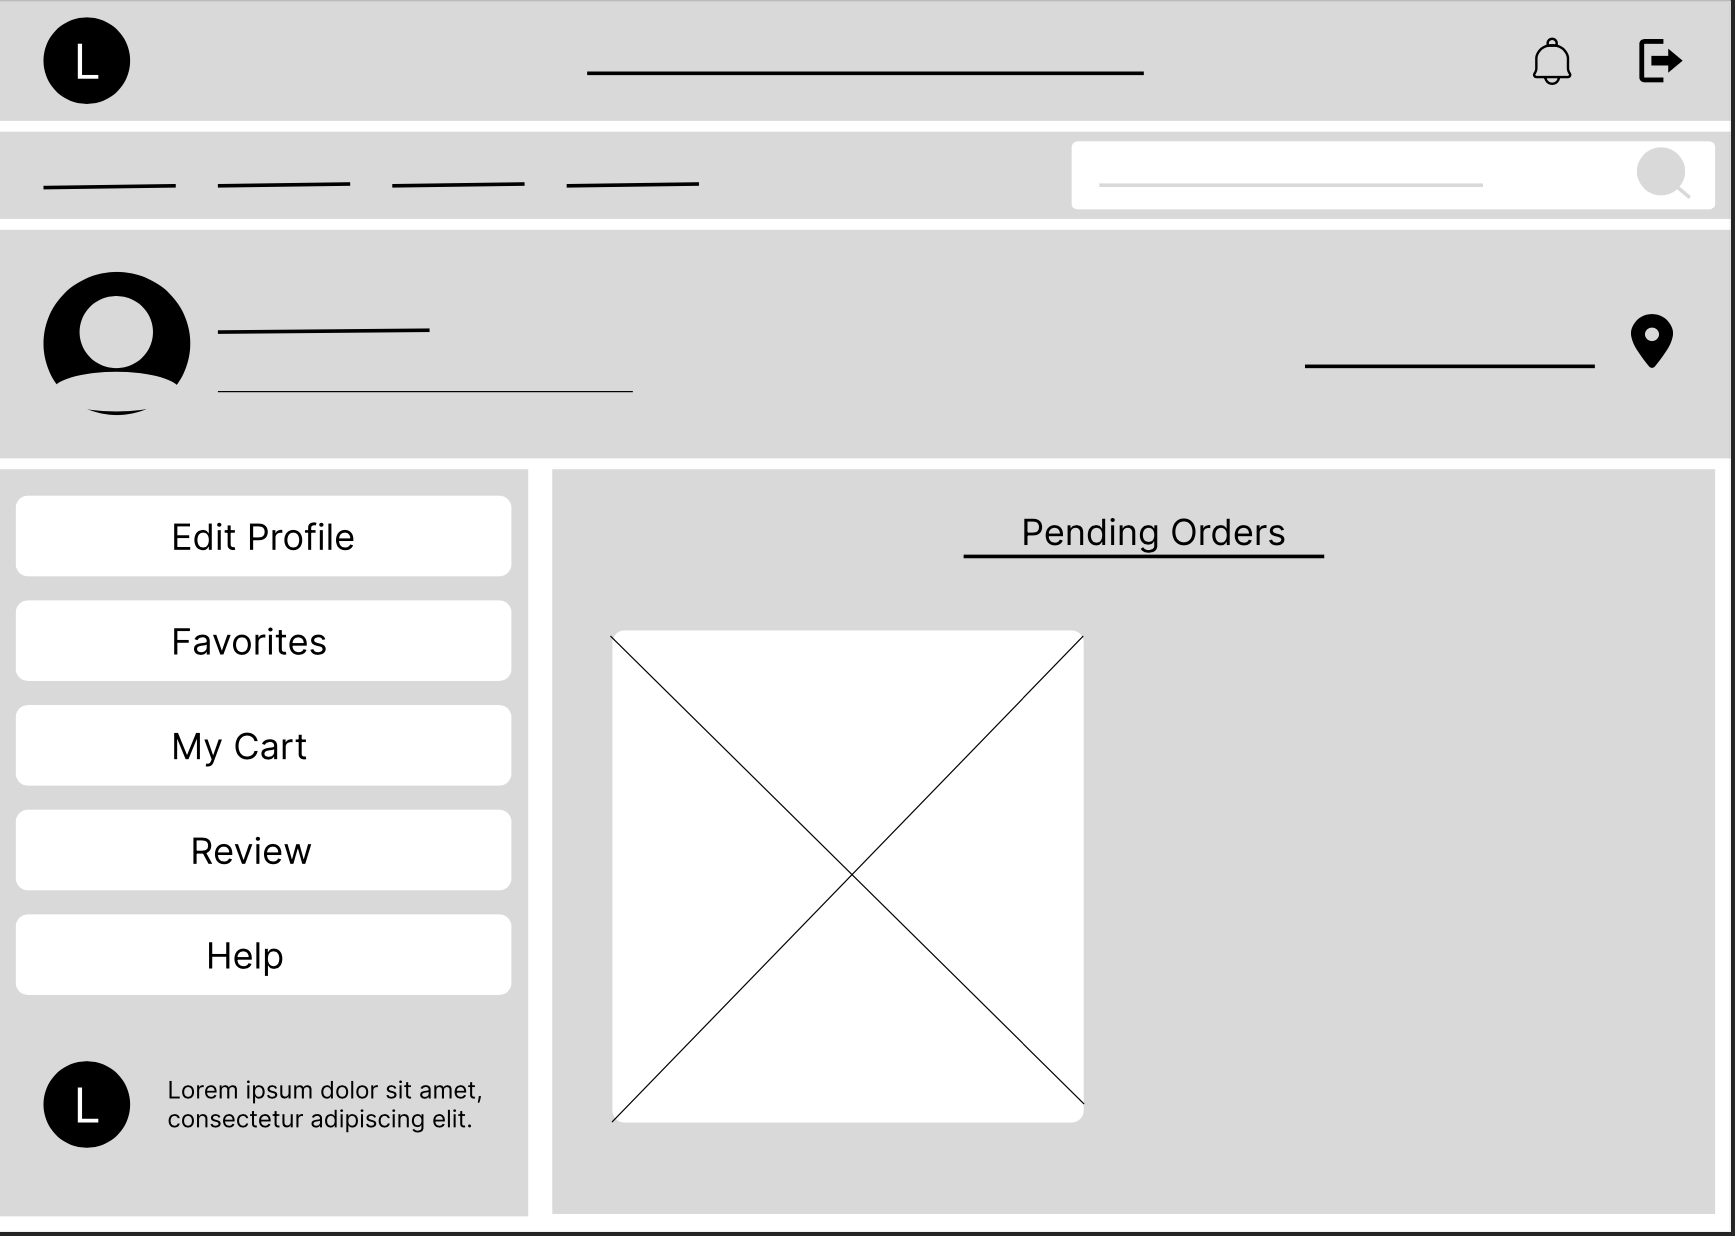 L
Edit Profile
Favorites
My Cart
Review
Help
Pending Orders
L
Lorem ipsum dolor sit amet,
consectetur adipiscing elit.